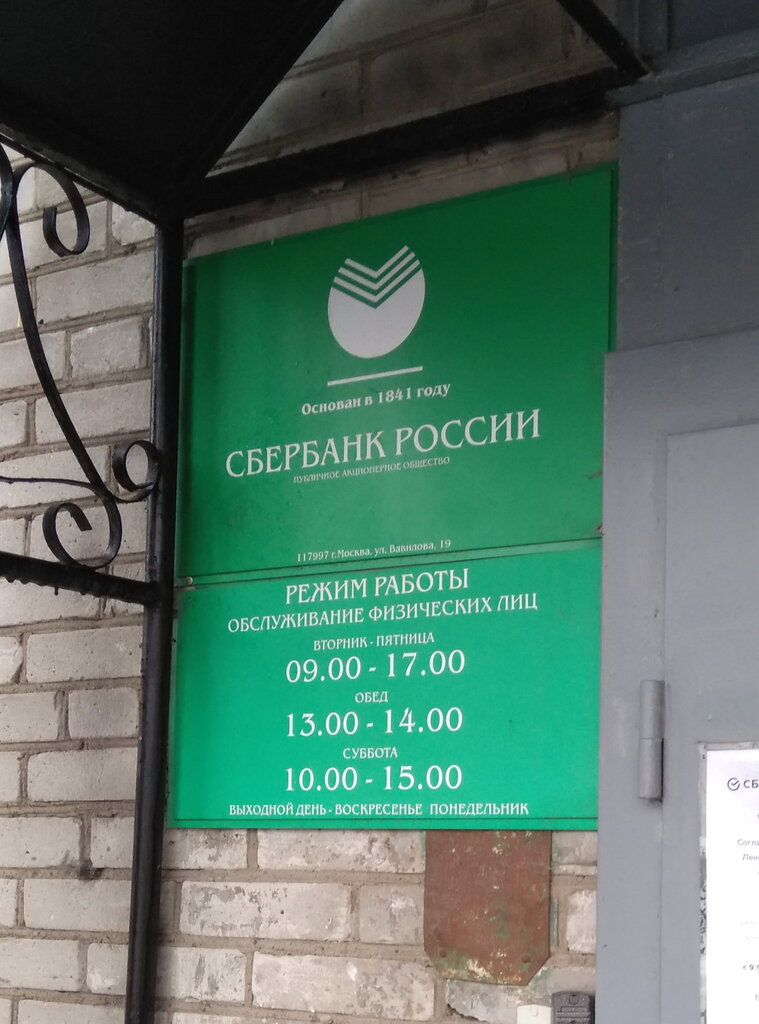 Основан в 1841 году
СБЕРБАНК РОССИИ
ПУБЛИЧНОЕ АКЦИОНЕРНОЕ ОБЩЕСТВО
117997 г.Москва, ул. Вавилова, 19
РЕЖИМ РАБОТЫ
ОБСЛУЖИВАНИЕ ФИЗИЧЕСКИХ ЛИЦ
ВТОРНИК - ПЯТНИЦА
09.00 - 17.00
ОБЕД
13.00 - 14.00
СУББОТА
10.00 - 15.00
ВЫХОДНОЙ ДЕНЬ - ВОСКРЕСЕНЬЕ ПОНЕДЕЛЬНИК
СБ